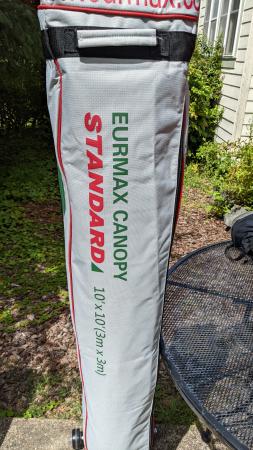 EURMAX CANOPY
STANDARD
10'x10'(3m x 3m)